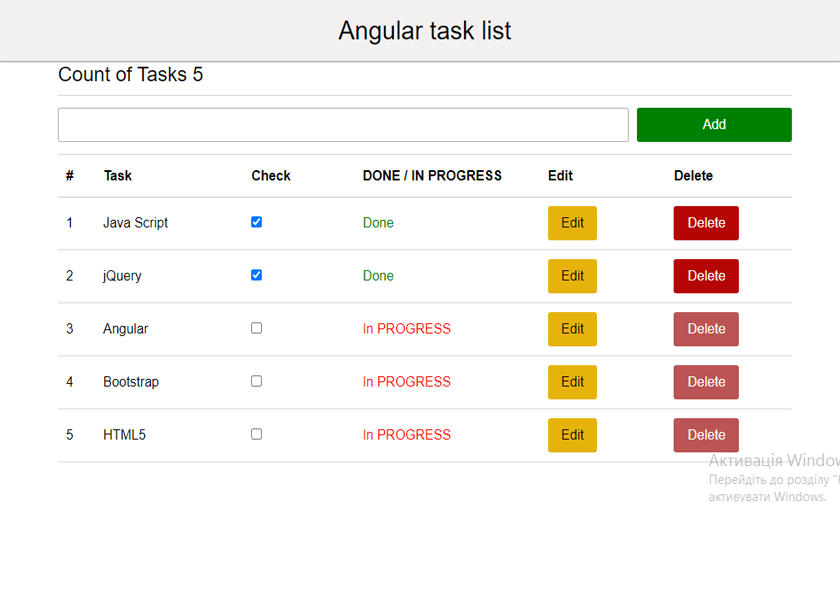 Angular task list
Count of Tasks 5
Add
# Task Check DONE / IN PROGRESS Edit Delete
1 Java Script Done Edit Delete
2 jQuery Done Edit Delete
3 Angular In PROGRESS Edit Delete
4 Bootstrap In PROGRESS Edit Delete
5 HTML5 In PROGRESS Edit Delete
Активація Window
Перейдіть до розділу "
активувати Windows.